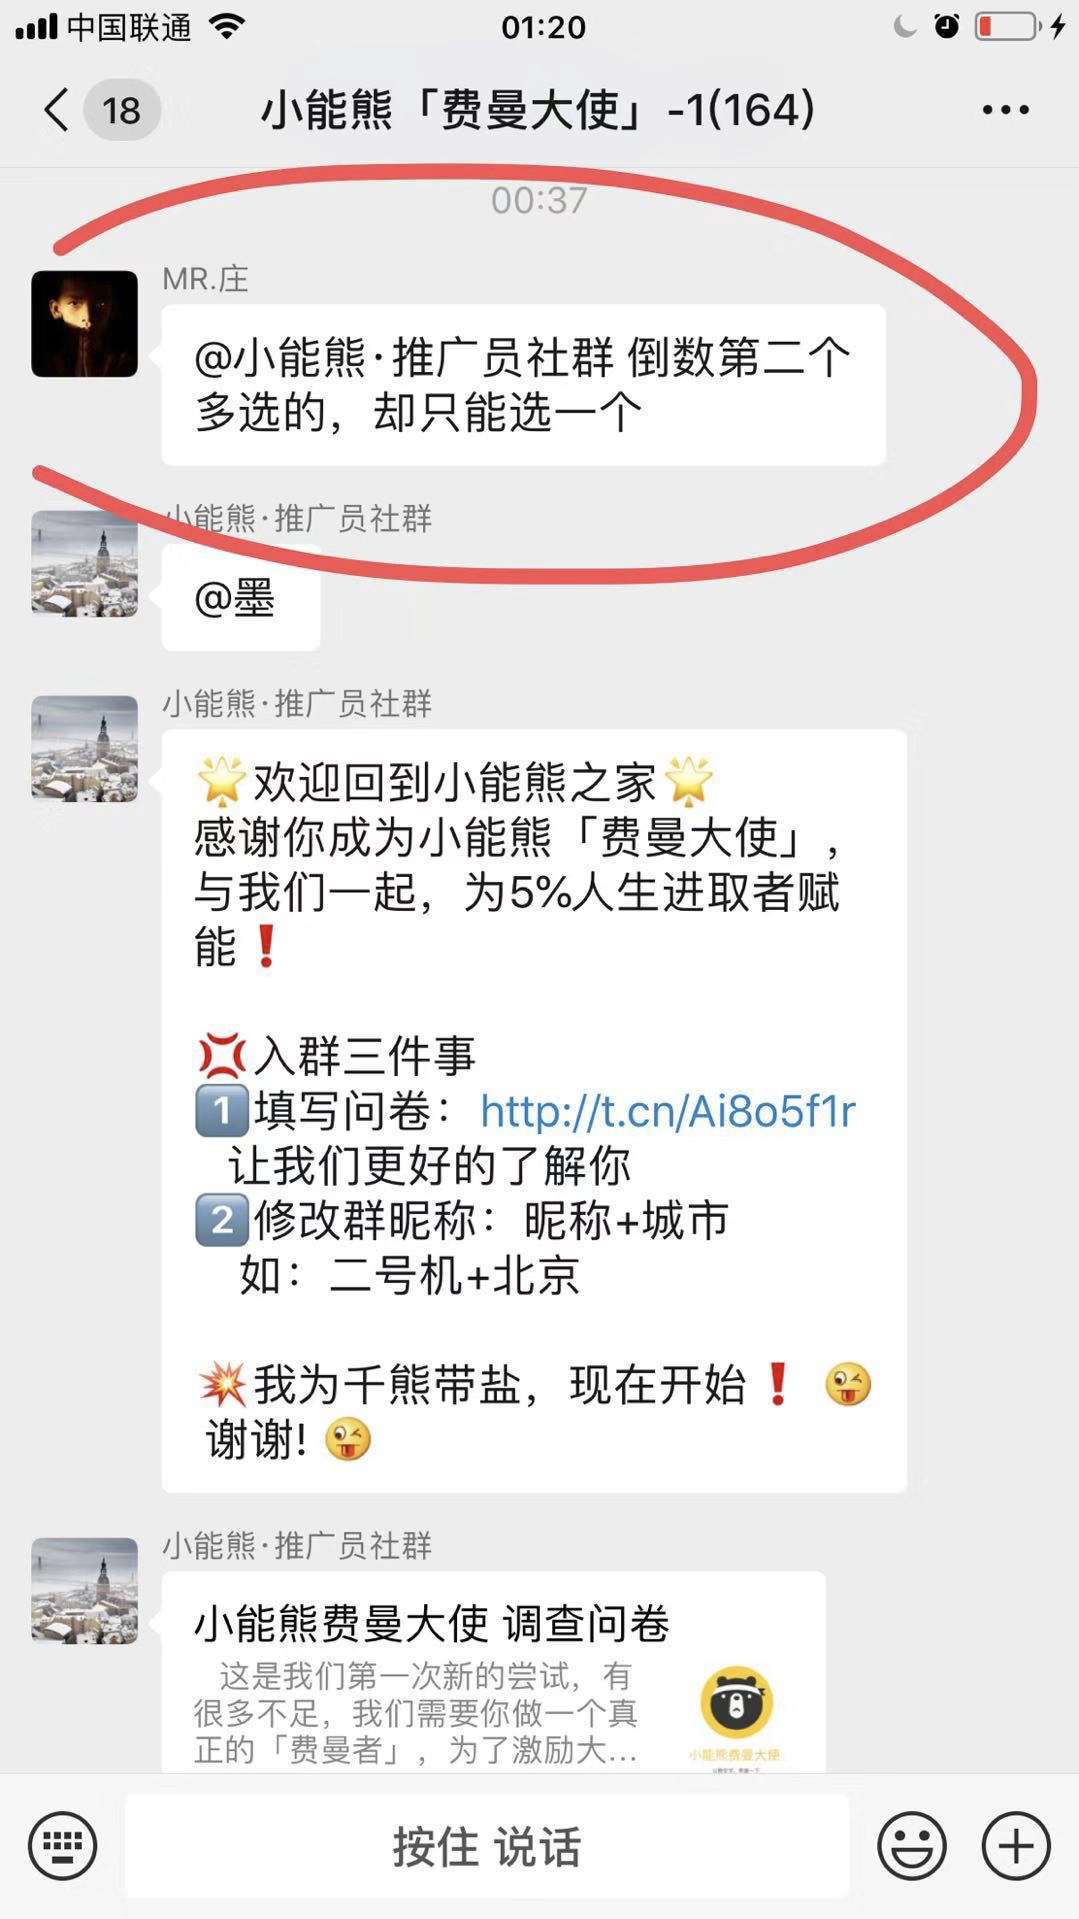 中国联通
01:20
18
小能熊「费曼大使」-1(164)
00:37
MR.庄
@小能熊·推广员社群 倒数第二个
多选的，却只能选一个
小能熊·推广员社群
@墨
小能熊·推广员社群
🌟欢迎回到小能熊之家🌟
感谢你成为小能熊「费曼大使」，
与我们一起，为5%人生进取者赋
能❗
💢入群三件事
1️⃣填写问卷：http://t.cn/Ai8o5f1r
让我们更好的了解你
2️⃣修改群昵称：昵称+城市
如：二号机+北京
💥我为千熊带盐，现在开始❗ 😜
谢谢! 😜
小能熊·推广员社群
小能熊费曼大使 调查问卷
这是我们第一次新的尝试，有
很多不足，我们需要你做一个真
正的「费曼者」，为了激励大...
小能熊费曼大使
按住 说话